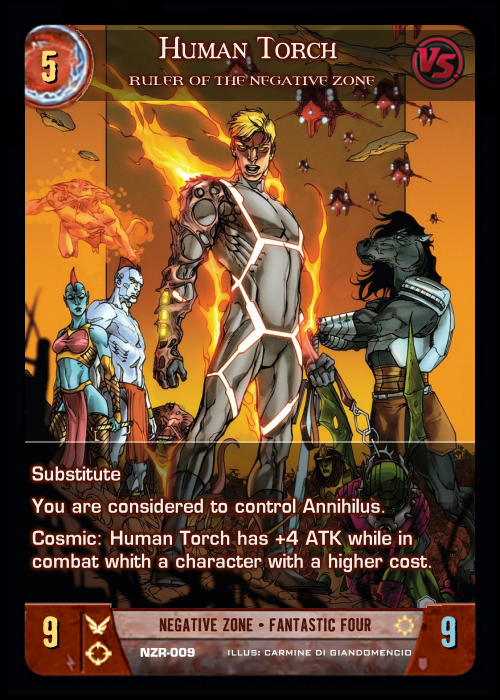 5
HUMAN TORCH
VS
RULER OF THE NEGATIVE ZONE
Substitute
You are considered to control Annihilus.
Cosmic: Human Torch has +4 ATK while in
combat whith a character with a higher cost.
9
NEGATIVE ZONE • FANTASTIC FOUR
9
NZR-009 ILLUS: CARMINE DI GIANDOMENCIO